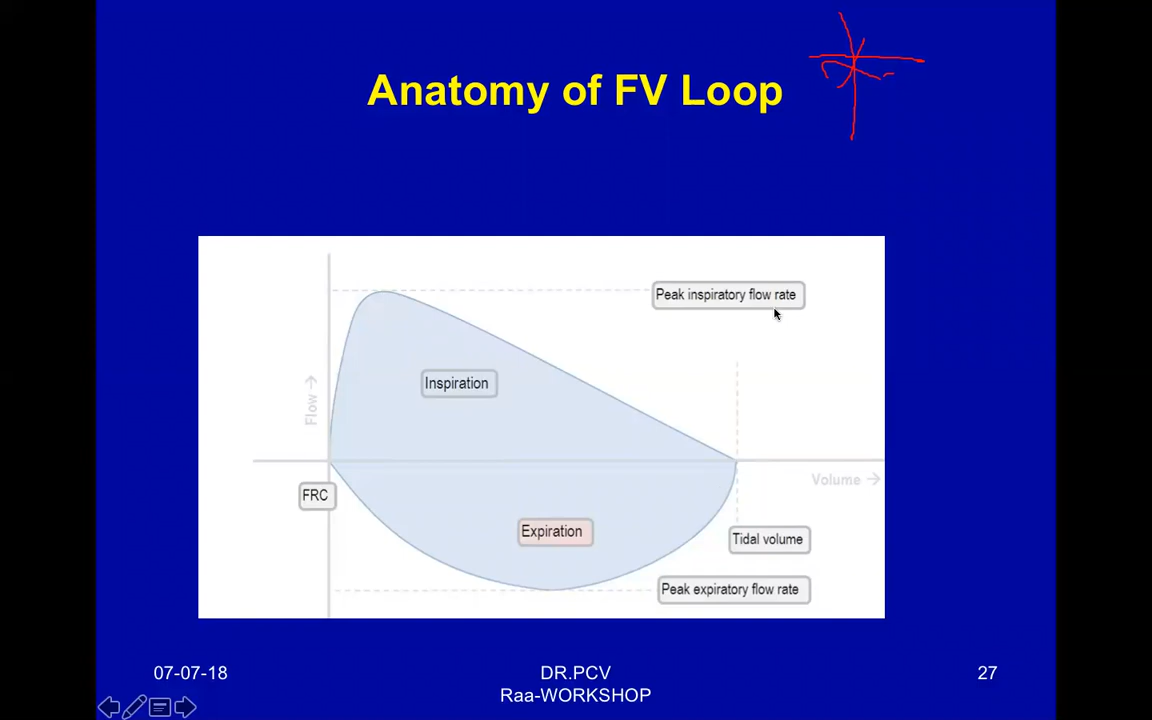 Anatomy of FV Loop
Peak inspiratory flow rate
Inspiration
Flow →
Volume →
FRC
Expiration
Tidal volume
Peak expiratory flow rate
07-07-18
DR.PCV
Raa-WORKSHOP
27